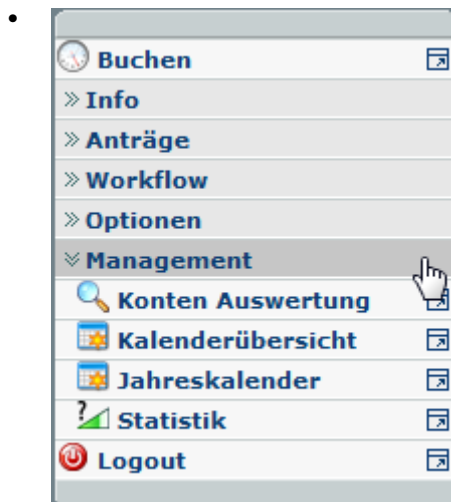 Buchen
Info
Anträge
Workflow
Optionen
Management
Konten Auswertung
Kalenderübersicht
Jahreskalender
Statistik
Logout